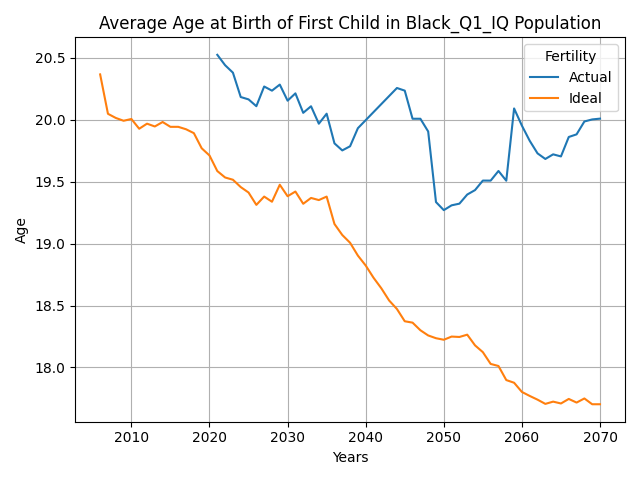 Average Age at Birth of First Child in Black_Q1_IQ Population
Fertility
Actual
Ideal
Age
20.5
20.0
19.5
19.0
18.5
18.0
2010 2020 2030 2040 2050 2060 2070
Years